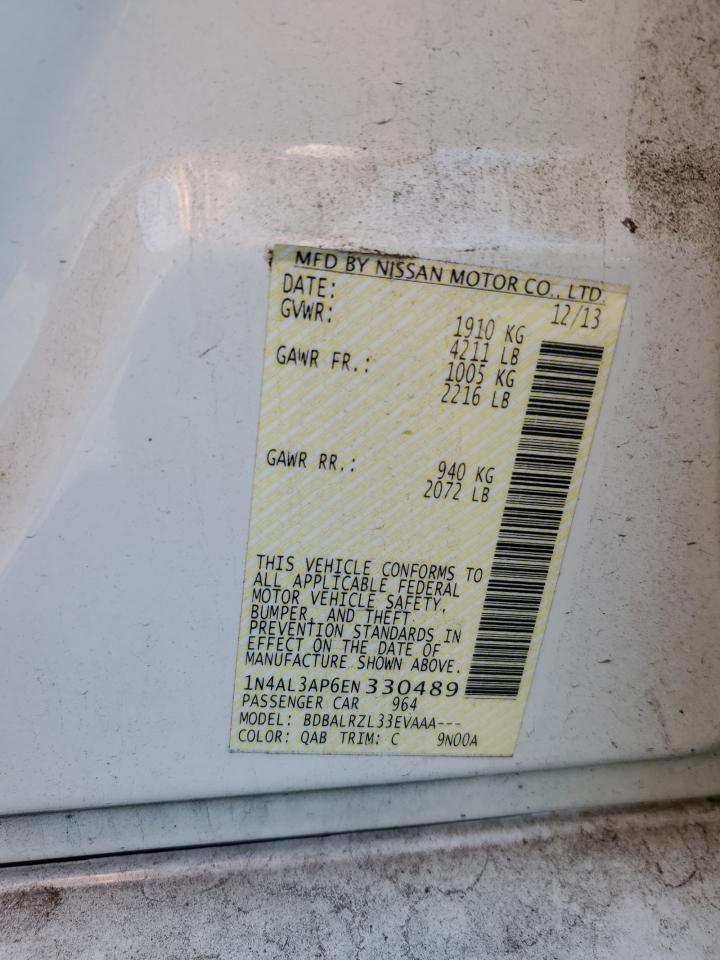 MFD BY NISSAN MOTOR CO., LTD.
DATE: 12/13
GVWR: 1910 KG
4211 LB
GAWR FR.: 1005 KG
2216 LB
GAWR RR.: 940 KG
2072 LB
THIS VEHICLE CONFORMS TO
ALL APPLICABLE FEDERAL
MOTOR VEHICLE SAFETY,
BUMPER, AND THEFT
PREVENTION STANDARDS IN
EFFECT ON THE DATE OF
MANUFACTURE SHOWN ABOVE.
1N4AL3AP6EN330489
PASSENGER CAR 964
MODEL: BDBALRZL33EVAAA---
COLOR: QAB TRIM: C 9N00A